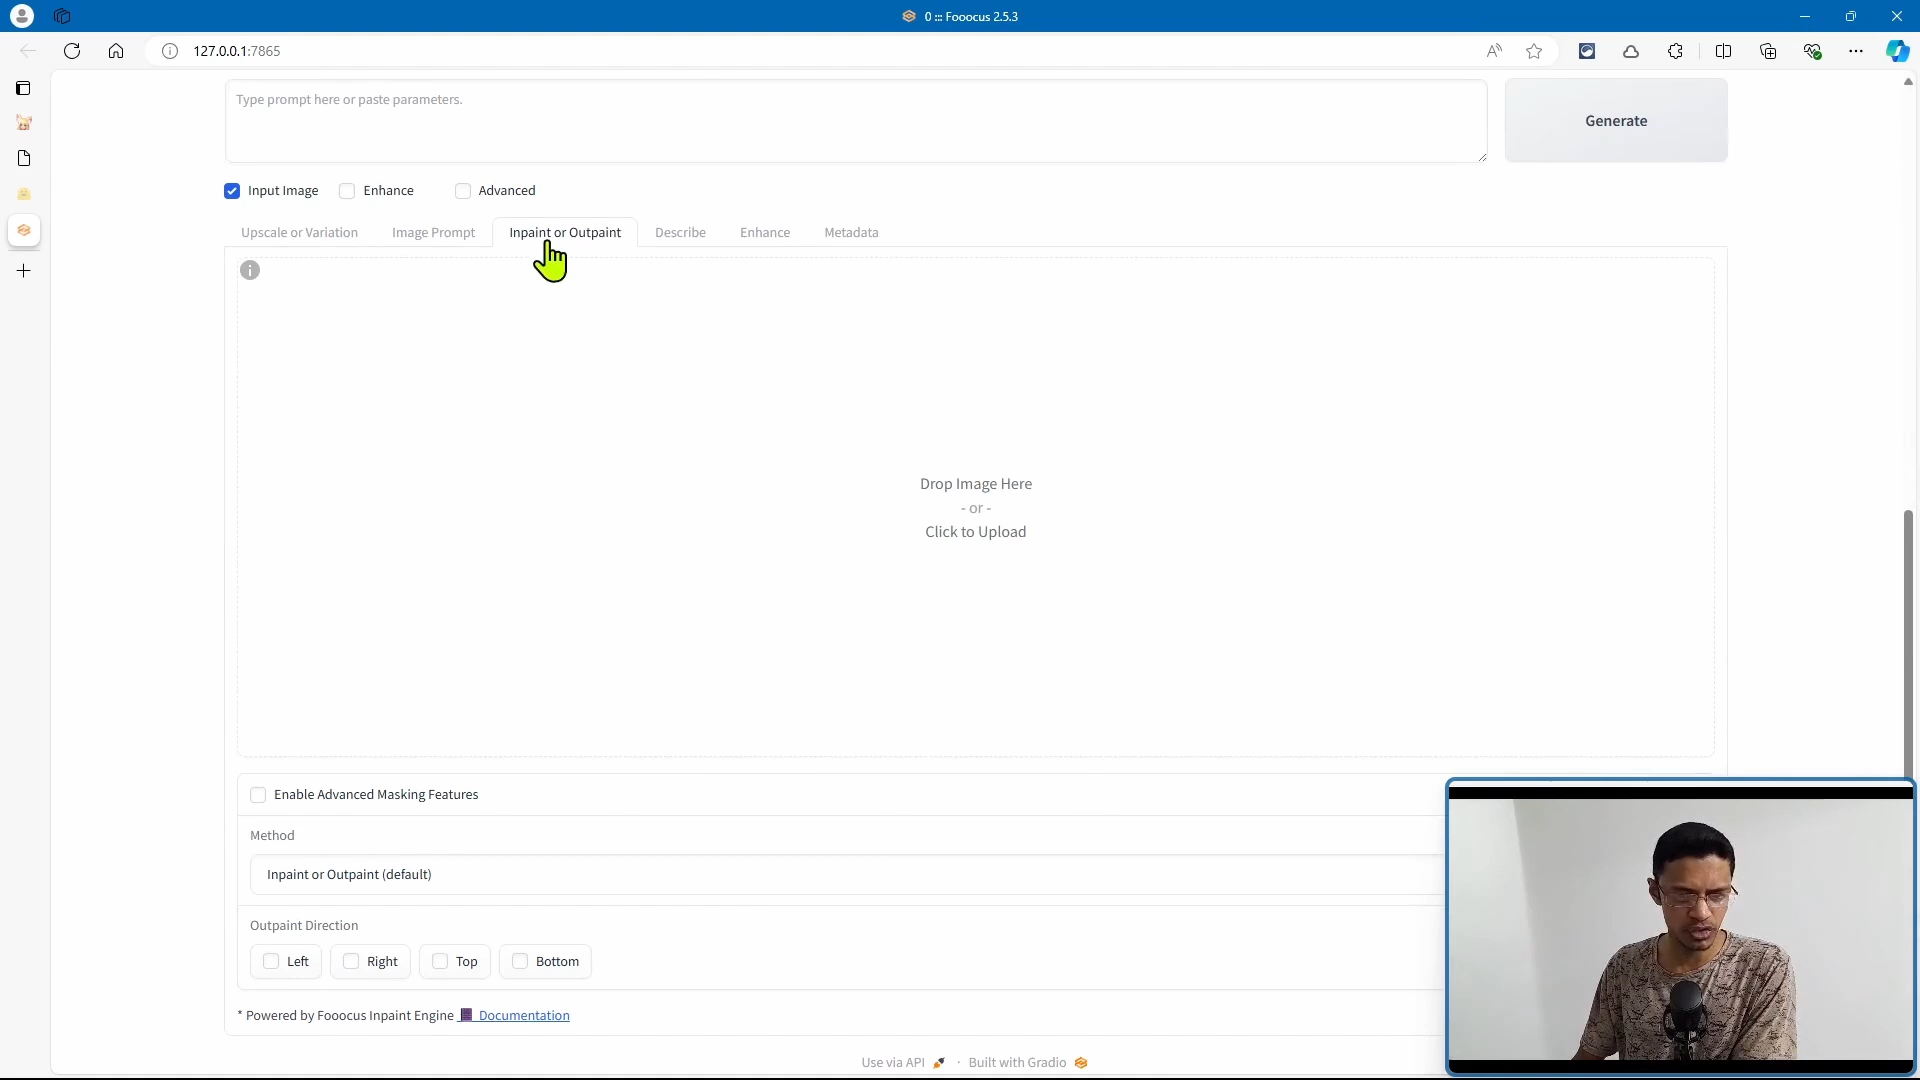 0 ::: Fooocus 2.5.3
127.0.0.1:7865
Type prompt here or paste parameters.
Generate
Input Image
Enhance
Advanced
Upscale or Variation
Image Prompt
Inpaint or Outpaint
Describe
Enhance
Metadata
Drop Image Here
- or -
Click to Upload
Enable Advanced Masking Features
Method
Inpaint or Outpaint (default)
Outpaint Direction
Left
Right
Top
Bottom
* Powered by Fooocus Inpaint Engine 📔 Documentation
Use via API 🚀 · Built with Gradio